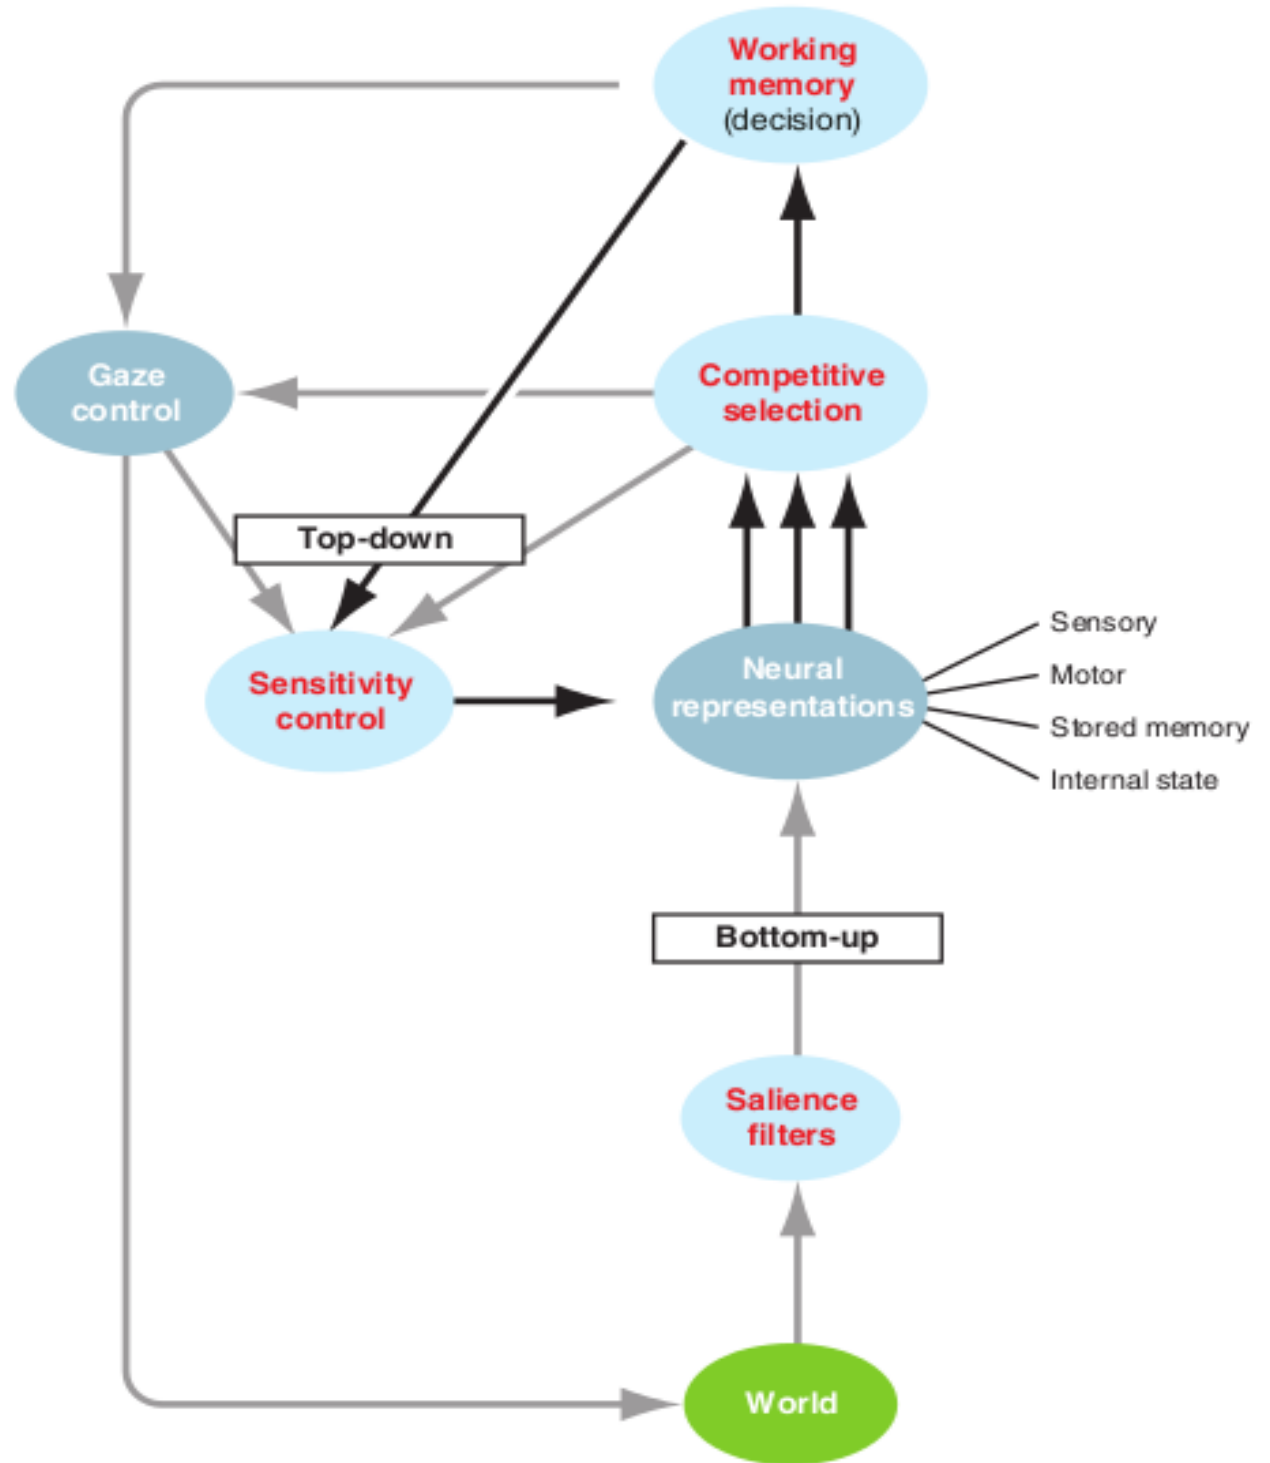 Working
memory
(decision)
Gaze
control
Competitive
selection
Top-down
Sensitivity
control
Neural
representations
Sensory
Motor
Stored memory
Internal state
Bottom-up
Salience
filters
World